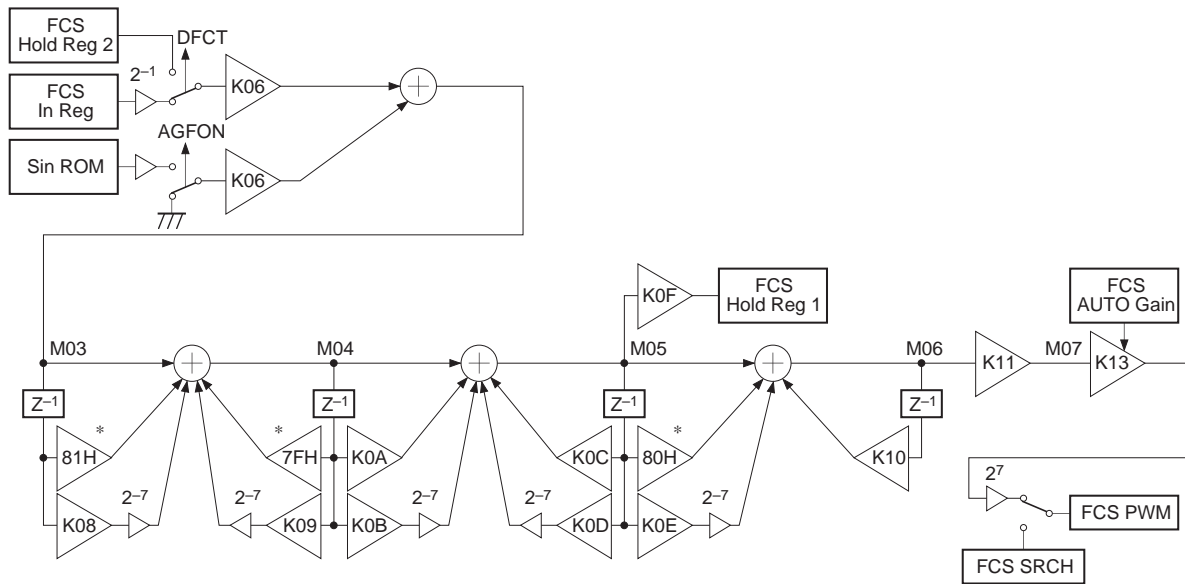 FCS
Hold Reg 2
DFCT
2–1
K06
FCS
In Reg
AGFON
Sin ROM
K06
K0F
FCS
Hold Reg 1
FCS
AUTO Gain
M03
M04
M05
M06
K11
M07
K13
Z–1
Z–1
Z–1
Z–1
81H
*
*
7FH
K0A
K0C
80H
*
K10
K08
2–7
2–7
K09
K0B
2–7
2–7
K0D
K0E
2–7
27
FCS PWM
FCS SRCH